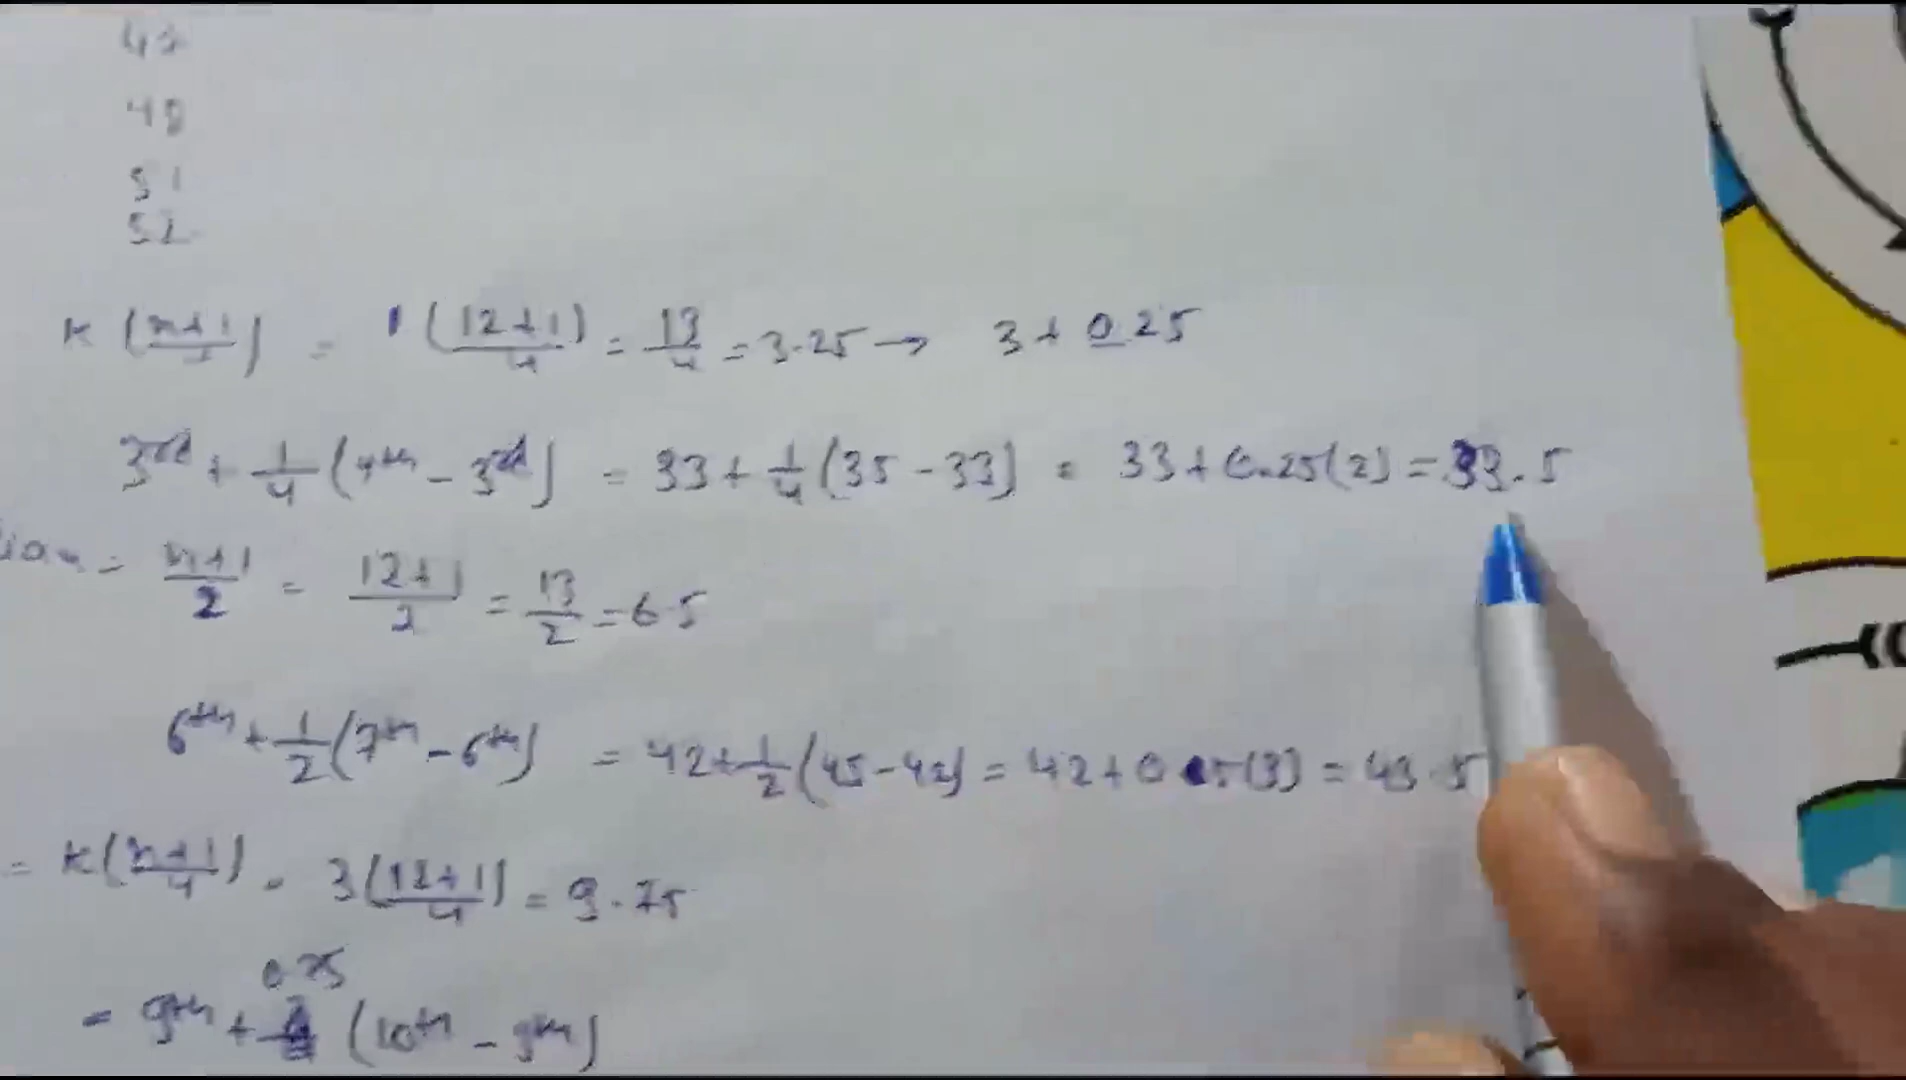 43
48
51
52
K (n+1/4) = 1 (12+1/4) = 13/4 = 3.25 → 3 + 0.25
3rd + 1/4 (4th - 3rd) = 33 + 1/4 (35 - 33) = 33 + 0.25(2) = 33.5
= n+1/2 = 12+1/2 = 13/2 = 6.5
6th + 1/2 (7th - 6th) = 42 + 1/2 (45 - 42) = 42 + 0.5(3) = 43.5
= K (n+1/4) = 3 (12+1/4) = 9.75
0.75
= 9th + (10th - 9th)